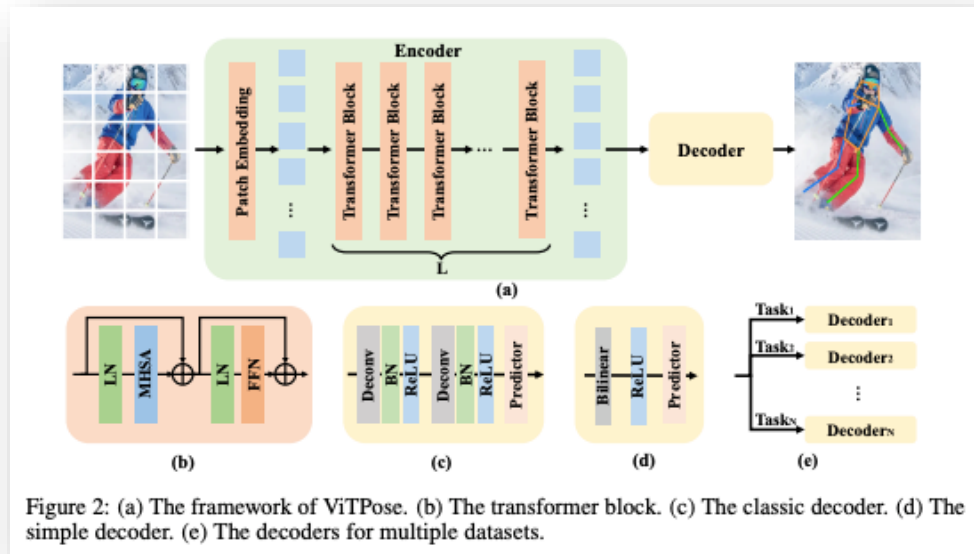 Encoder
Patch Embedding
...
Transformer Block
Transformer Block
Transformer Block
...
Transformer Block
L
...
Decoder
(a)
LN
MHSA
LN
FFN
(b)
Deconv
BN
ReLU
Deconv
BN
ReLU
Predictor
(c)
Bilinear
ReLU
Predictor
(d)
Task₁
Decoder₁
Task₂
Decoder₂
...
Taskₙ
Decoderₙ
(e)
Figure 2: (a) The framework of ViTPose. (b) The transformer block. (c) The classic decoder. (d) The
simple decoder. (e) The decoders for multiple datasets.